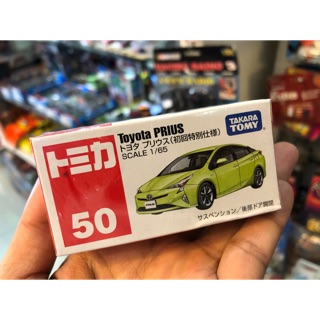 トミカ
50
Toyota PRIUS
トヨタ プリウス(初回特別仕様)
SCALE 1/65
TAKARA
TOMY
サスペンション/後部ドア開閉